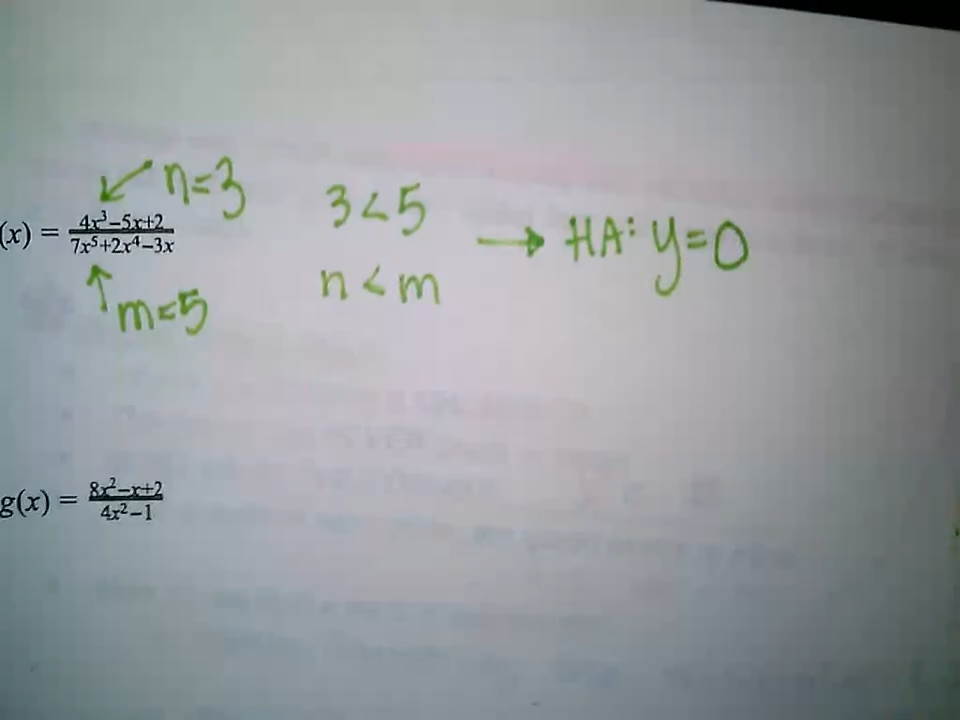 n=3
3<5
(x) = 4x³−5x+2 / 7x⁵+2x⁴−3x
→ HA: y=0
n<m
m=5
g(x) = 8x²−x+2 / 4x²−1